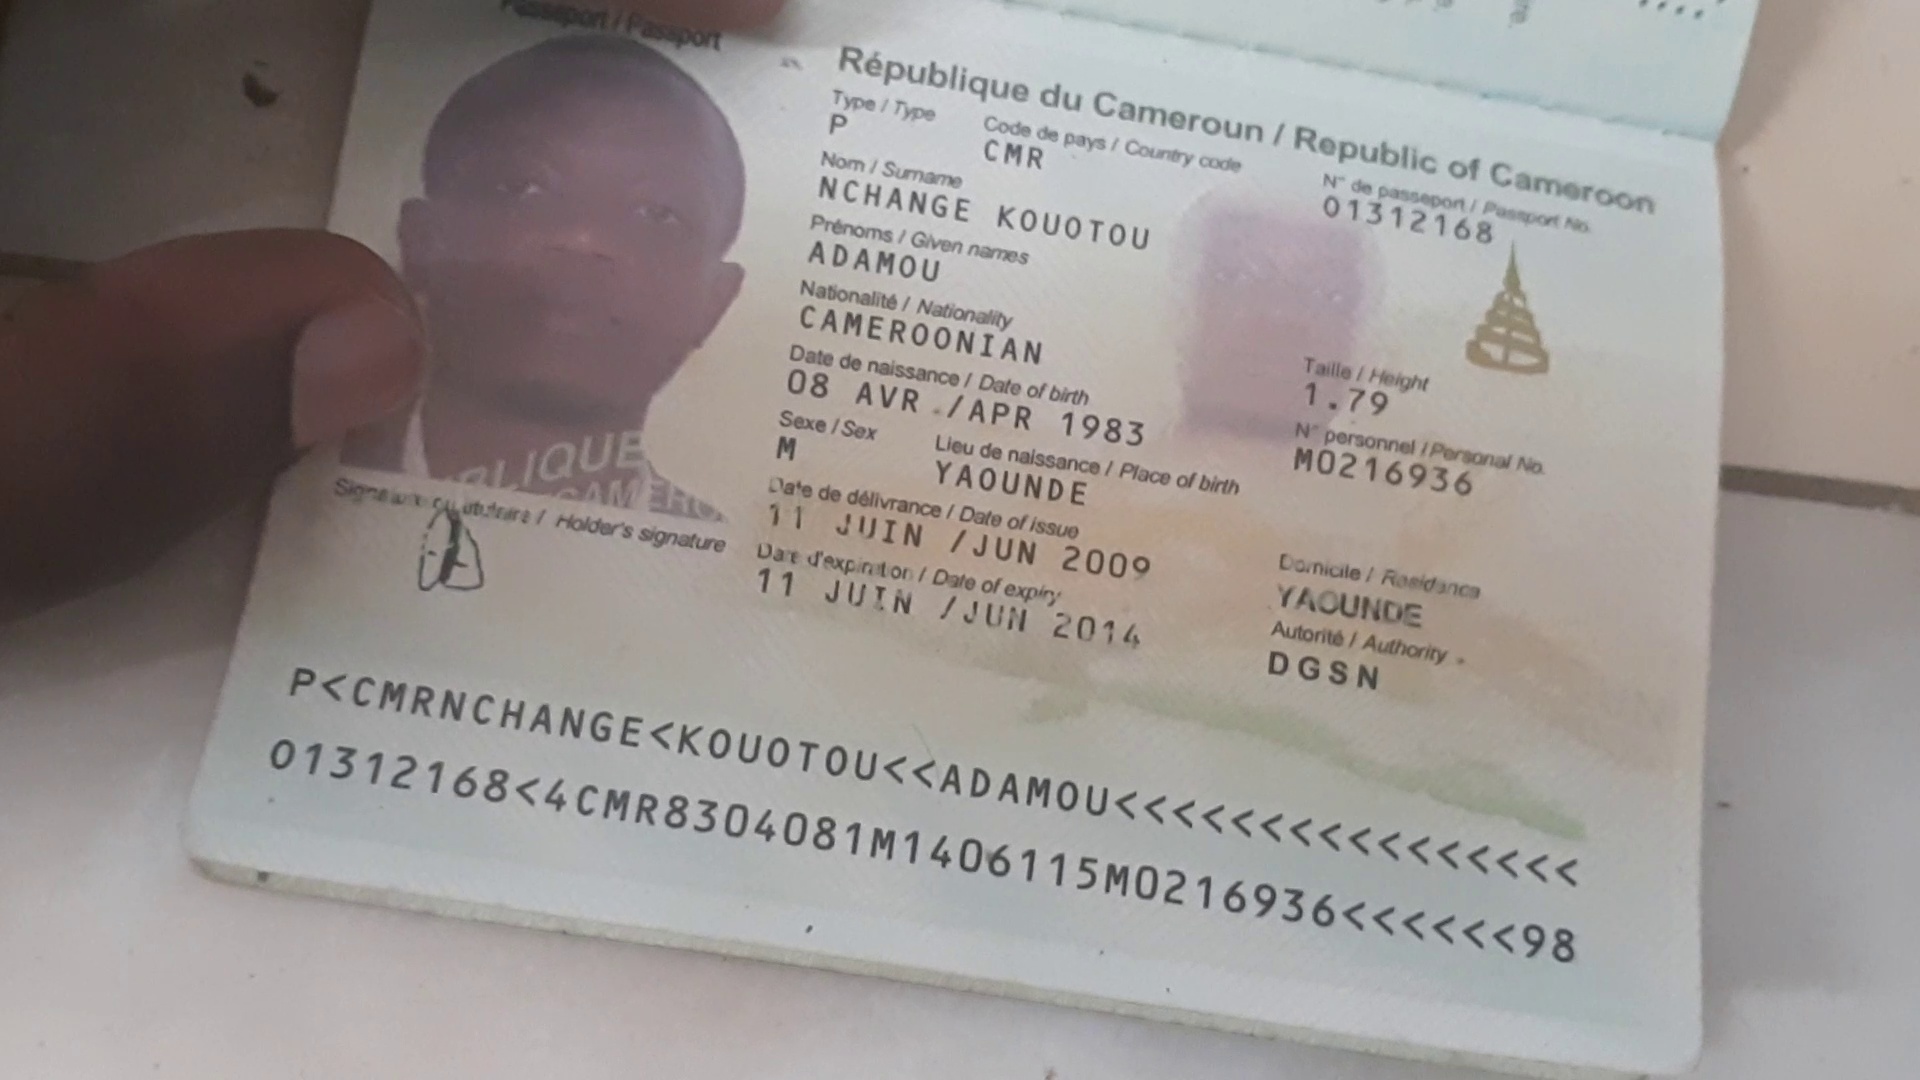 Passeport / Passport
République du Cameroun / Republic of Cameroon
Type / Type
P
Code de pays / Country code
CMR
N° de passeport / Passport No.
01312168
Nom / Surname
NCHANGE KOUOTOU
Prénoms / Given names
ADAMOU
Nationalité / Nationality
CAMEROONIAN
Date de naissance / Date of birth
08 AVR./APR 1983
Taille / Height
1.79
Sexe / Sex
M
Lieu de naissance / Place of birth
YAOUNDE
N° personnel / Personal No.
M0216936
Date de délivrance / Date of issue
11 JUIN /JUN 2009
Date d'expiration / Date of expiry
11 JUIN /JUN 2014
Domicile / Residence
YAOUNDE
Autorité / Authority
DGSN
Signature du titulaire / Holder's signature
P<CMRNCHANGE<KOUOTOU<<ADAMOU<<<<<<<<<<<<<<<<
01312168<4CMR8304081M1406115M0216936<<<<<<98